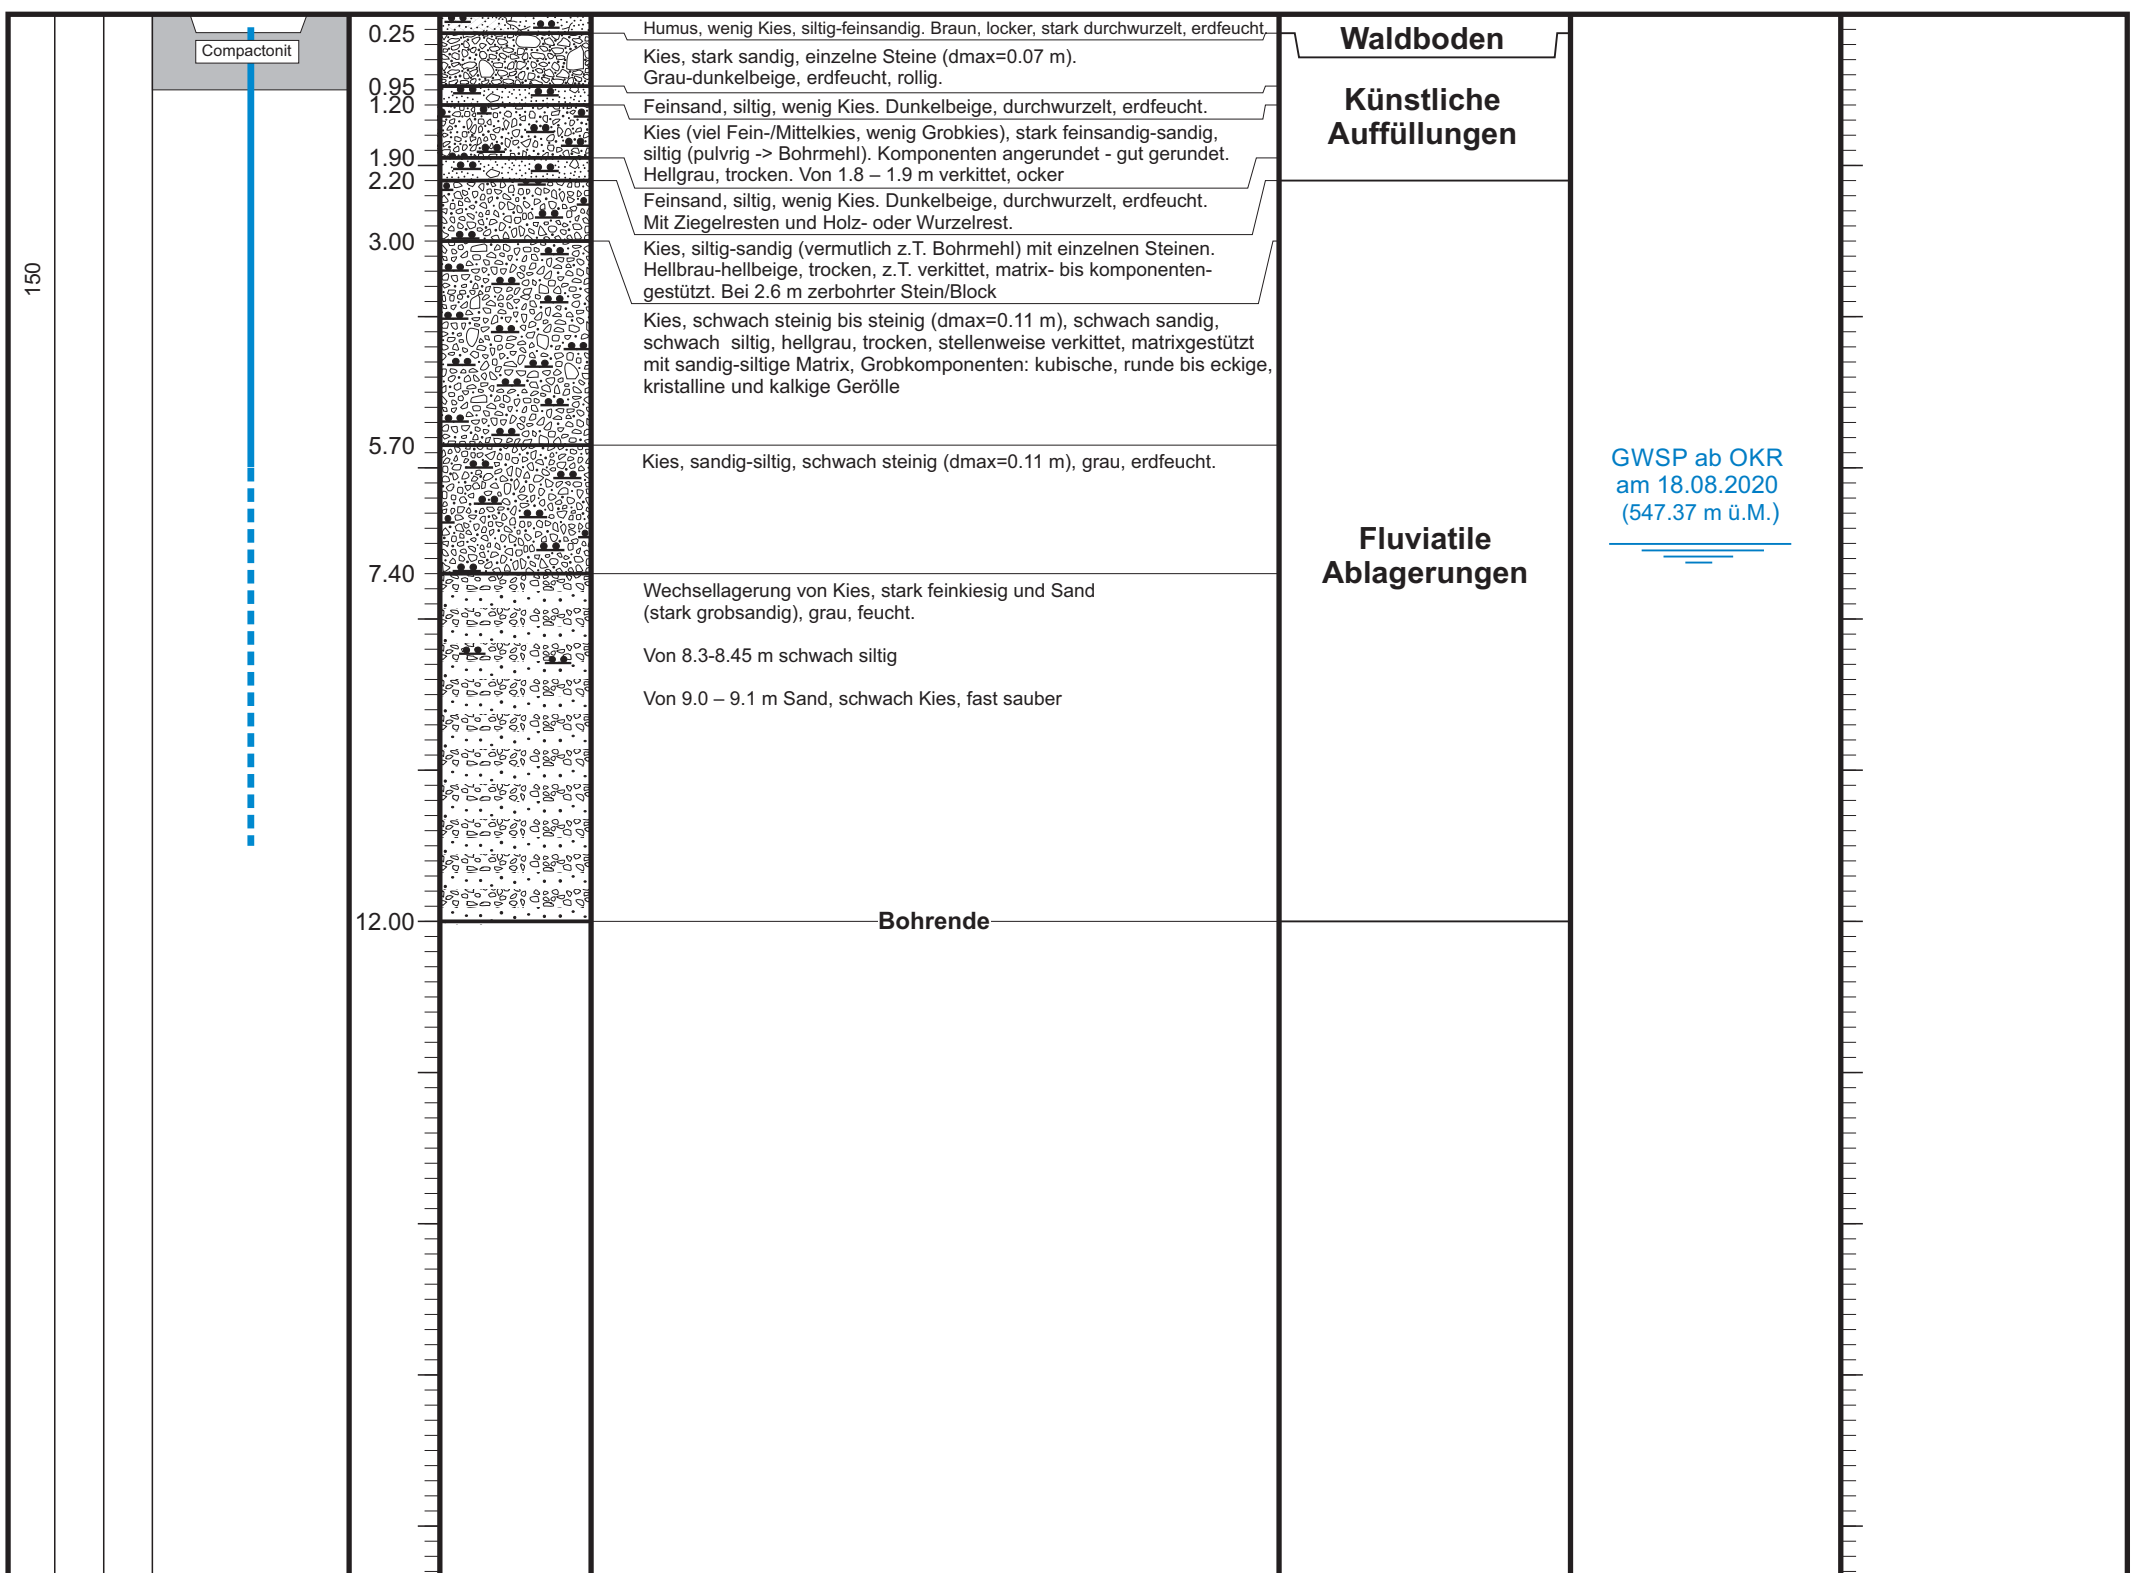 150
Compactonit
0.25
0.95
1.20
1.90
2.20
3.00
5.70
7.40
12.00
Humus, wenig Kies, siltig-feinsandig. Braun, locker, stark durchwurzelt, erdfeucht.
Kies, stark sandig, einzelne Steine (dmax=0.07 m).
Grau-dunkelbeige, erdfeucht, rollig.
Feinsand, siltig, wenig Kies. Dunkelbeige, durchwurzelt, erdfeucht.
Kies (viel Fein-/Mittelkies, wenig Grobkies), stark feinsandig-sandig,
siltig (pulvrig -> Bohrmehl). Komponenten angerundet - gut gerundet.
Hellgrau, trocken. Von 1.8 – 1.9 m verkittet, ocker
Feinsand, siltig, wenig Kies. Dunkelbeige, durchwurzelt, erdfeucht.
Mit Ziegelresten und Holz- oder Wurzelrest.
Kies, siltig-sandig (vermutlich z.T. Bohrmehl) mit einzelnen Steinen.
Hellbrau-hellbeige, trocken, z.T. verkittet, matrix- bis komponenten-
gestützt. Bei 2.6 m zerbohrter Stein/Block
Kies, schwach steinig bis steinig (dmax=0.11 m), schwach sandig,
schwach siltig, hellgrau, trocken, stellenweise verkittet, matrixgestützt
mit sandig-siltige Matrix, Grobkomponenten: kubische, runde bis eckige,
kristalline und kalkige Gerölle
Kies, sandig-siltig, schwach steinig (dmax=0.11 m), grau, erdfeucht.
Wechsellagerung von Kies, stark feinkiesig und Sand
(stark grobsandig), grau, feucht.
Von 8.3-8.45 m schwach siltig
Von 9.0 – 9.1 m Sand, schwach Kies, fast sauber
Bohrende
Waldboden
Künstliche
Auffüllungen
Fluviatile
Ablagerungen
GWSP ab OKR
am 18.08.2020
(547.37 m ü.M.)